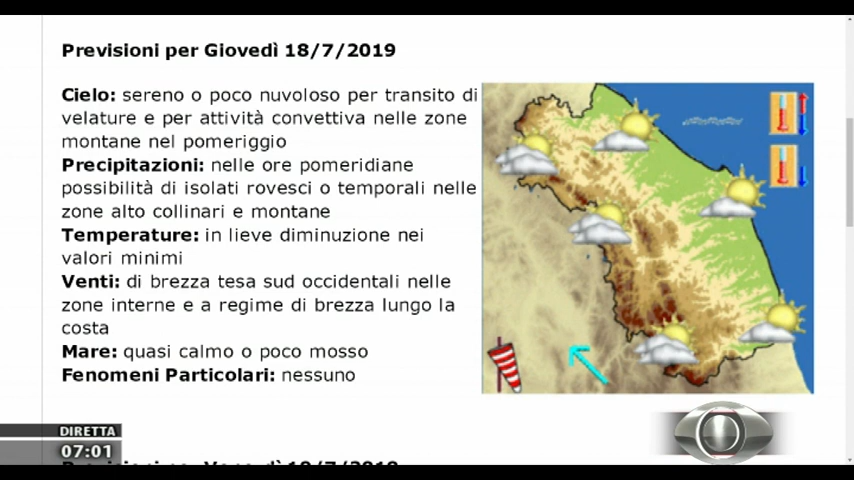 Previsioni per Giovedì 18/7/2019
Cielo: sereno o poco nuvoloso per transito di
velature e per attività convettiva nelle zone
montane nel pomeriggio
Precipitazioni: nelle ore pomeridiane
possibilità di isolati rovesci o temporali nelle
zone alto collinari e montane
Temperature: in lieve diminuzione nei
valori minimi
Venti: di brezza tesa sud occidentali nelle
zone interne e a regime di brezza lungo la
costa
Mare: quasi calmo o poco mosso
Fenomeni Particolari: nessuno
DIRETTA
07:01